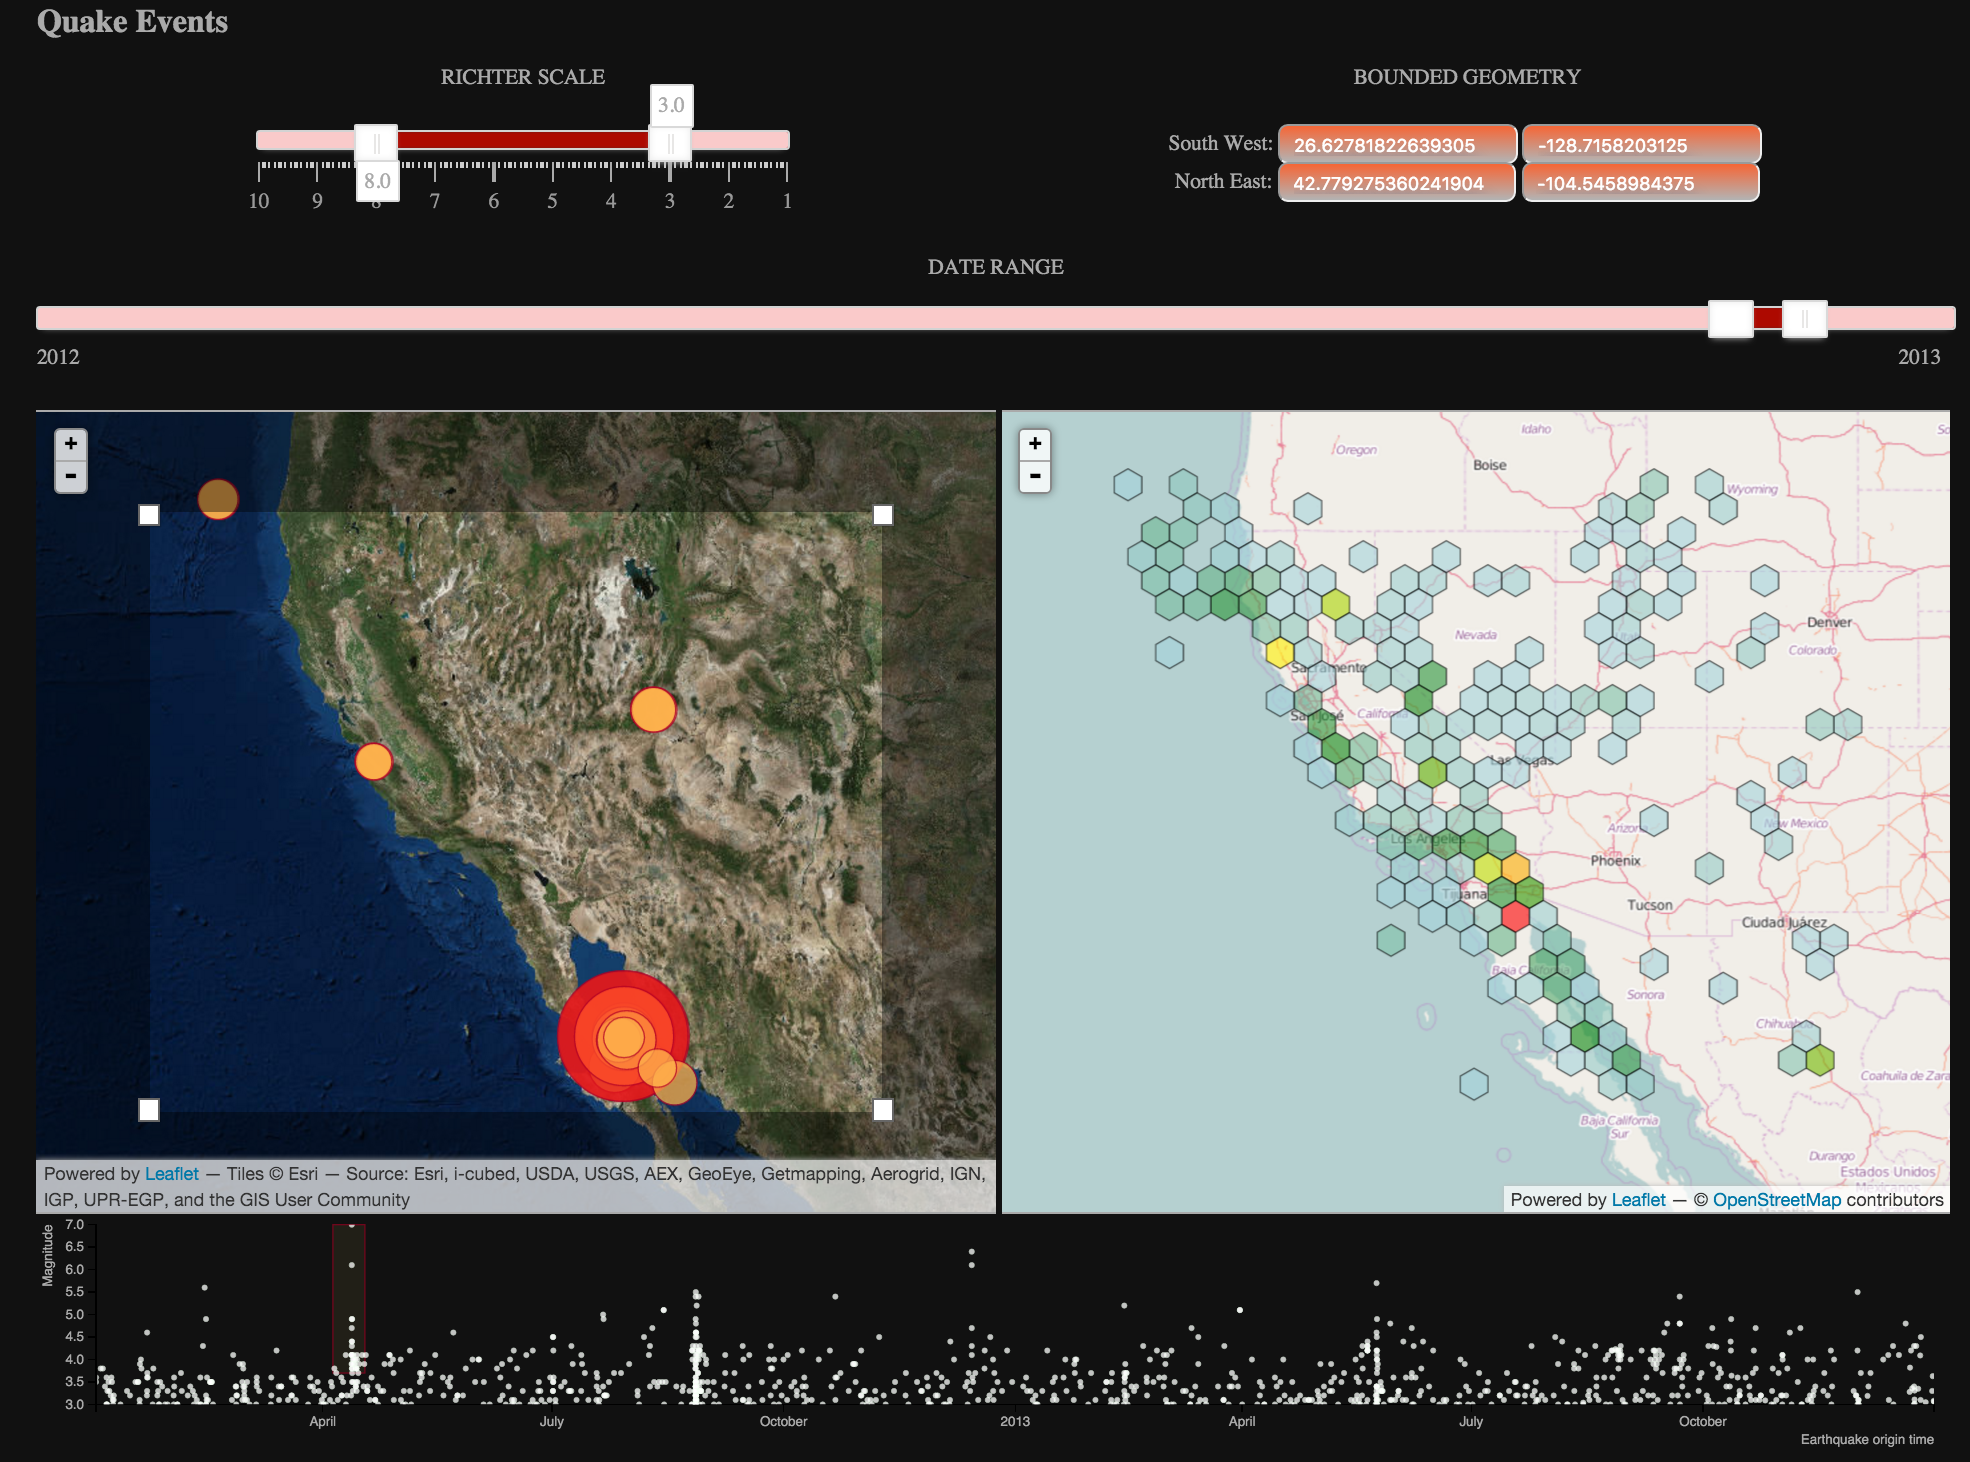 Quake Events
RICHTER SCALE
BOUNDED GEOMETRY
3.0
8.0
10 9 8 7 6 5 4 3 2 1
South West: 26.62781822639305 -128.7158203125
North East: 42.779275360241904 -104.5458984375
DATE RANGE
2012
2013
+
-
Powered by Leaflet — Tiles © Esri — Source: Esri, i-cubed, USDA, USGS, AEX, GeoEye, Getmapping, Aerogrid, IGN,
IGP, UPR-EGP, and the GIS User Community
+
-
Idaho
Oregon
Boise
Wyoming
Denver
Nevada
Utah
Colorado
Sacramento
San José
California
Las Vegas
Los Angeles
Arizona
New Mexico
Phoenix
Tijuana
Tucson
Ciudad Juárez
Baja California
Sonora
Chihuahua
Coahuila de Zara
Baja California
Sur
Durango
Estados Unidos
Mexicanos
Powered by Leaflet — © OpenStreetMap contributors
Magnitude
7.0
6.5
6.0
5.5
5.0
4.5
4.0
3.5
3.0
April July October 2013 April July October
Earthquake origin time